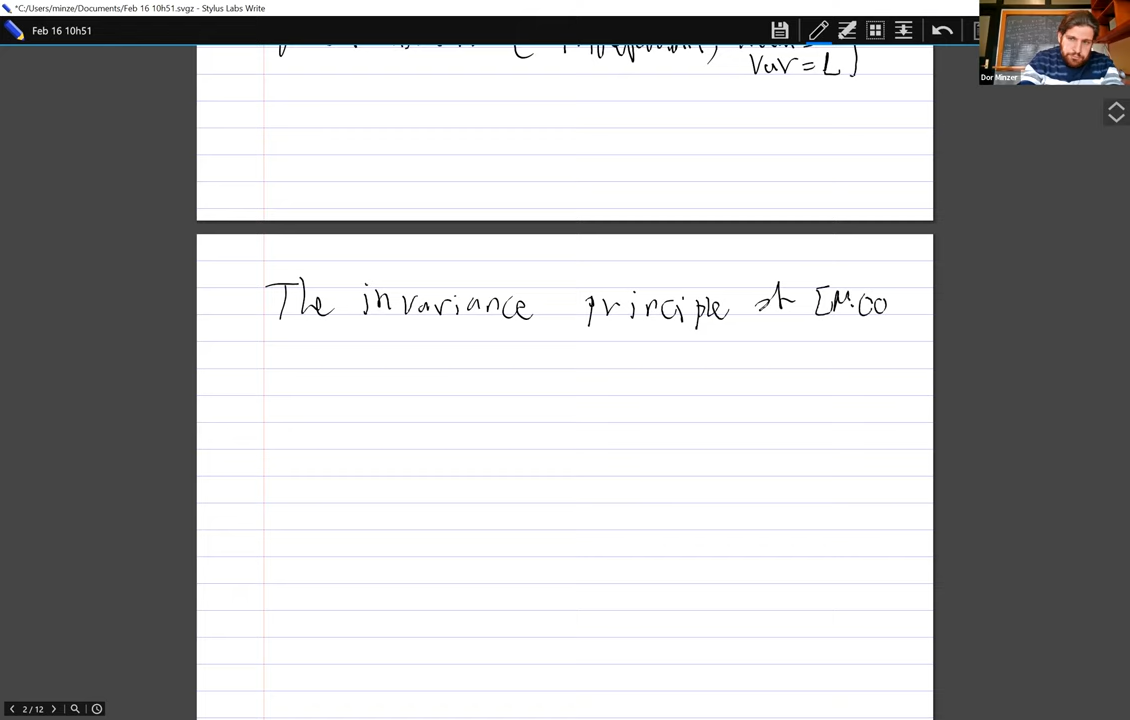 *C:/Users/minze/Documents/Feb 16 10h51.svgz - Stylus Labs Write
Feb 16 10h51
Dor Minzer
Var = 1 ]
The invariance principle of [MOO
2 / 12